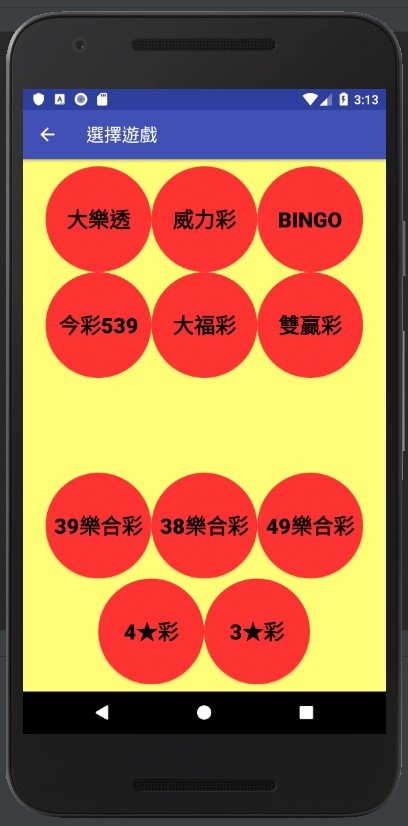 3:13
選擇遊戲
大樂透 威力彩 BINGO
今彩539 大福彩 雙贏彩
39樂合彩 38樂合彩 49樂合彩
4★彩 3★彩